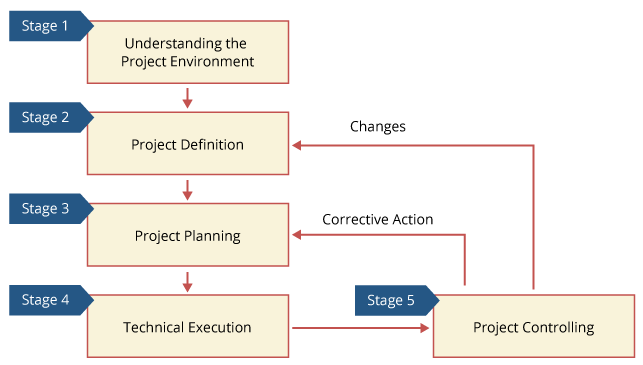 Stage 1
Understanding the
Project Environment
Stage 2
Project Definition
Changes
Stage 3
Project Planning
Corrective Action
Stage 4
Technical Execution
Stage 5
Project Controlling